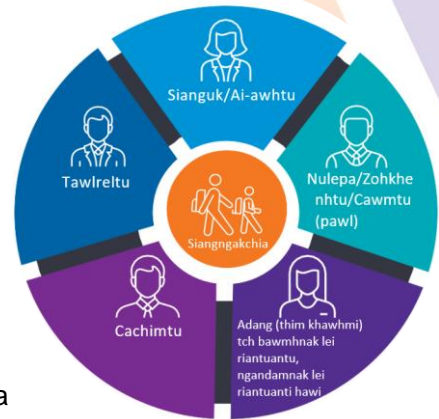 Sianguk/Ai-awhtu
Tawlreltu
Nulepa/Zohkhe
nhtu/Cawmtu
(pawl)
Siangngakchia
Cachimtu
Adang (thim khawhmi)
tch bawmhnak lei
riantuantu,
ngandamnak lei
riantuanti hawi
a